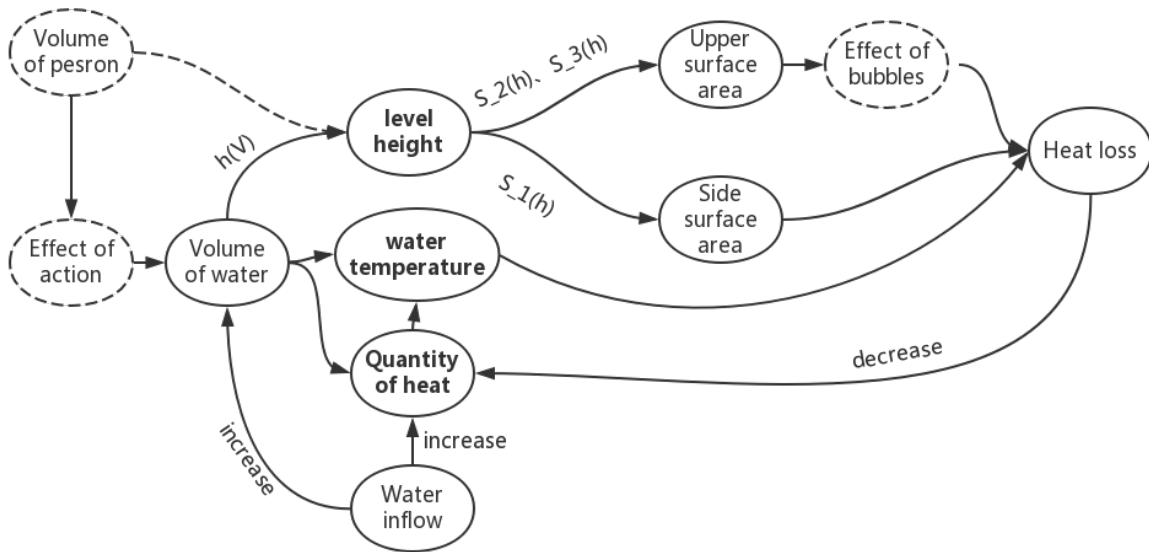 Volume
of pesron
S_2(h)、S_3(h)
Upper
surface
area
Effect of
bubbles
level
height
h(V)
Heat loss
S_1(h)
Side
surface
area
Effect of
action
Volume
of water
water
temperature
Quantity
of heat
decrease
increase
increase
Water
inflow